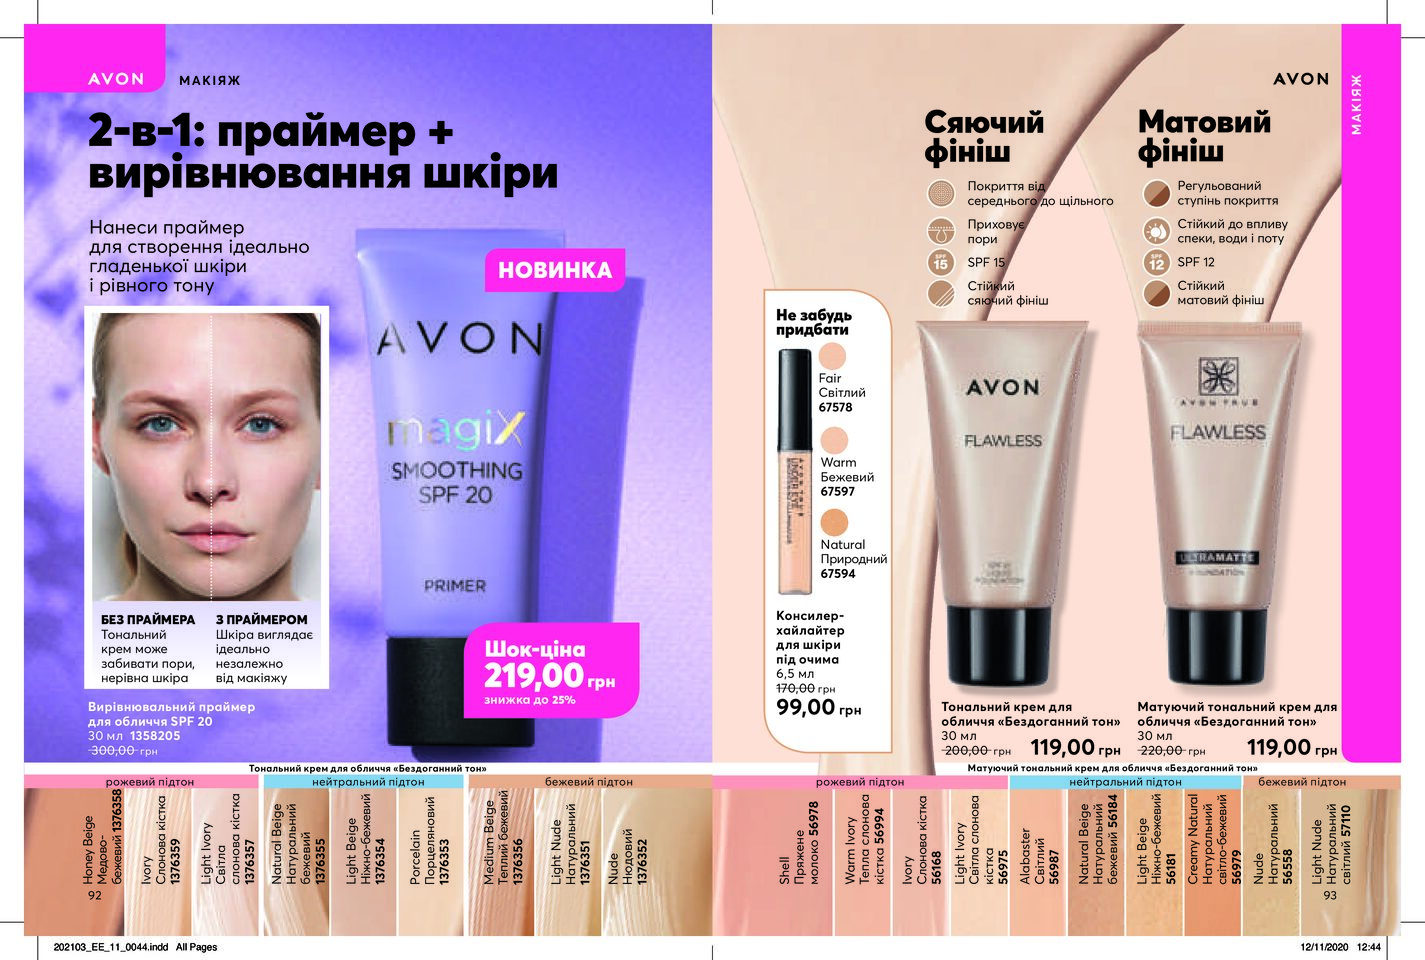 AVON
МАКІЯЖ
2-в-1: праймер +
вирівнювання шкіри
Нанеси праймер
для створення ідеально
гладенької шкіри
і рівного тону
НОВИНКА
AVON
magiX
SMOOTHING
SPF 20
PRIMER
БЕЗ ПРАЙМЕРА
Тональний
крем може
забивати пори,
нерівна шкіра
З ПРАЙМЕРОМ
Шкіра виглядає
ідеально
незалежно
від макіяжу
Шок-ціна
219,00 грн
знижка до 25%
Вирівнювальний праймер
для обличчя SPF 20
30 мл 1358205
300,00 грн
Тональний крем для обличчя «Бездоганний тон»
рожевий підтон
нейтральний підтон
бежевий підтон
Honey Beige
Медово-
бежевий 1376358
Ivory
Слонова кістка
1376359
Light Ivory
Світла
слонова кістка
1376357
Natural Beige
Натуральний
бежевий
1376355
Light Beige
Ніжно-бежевий
1376354
Porcelain
Порцеляновий
1376353
Medium Beige
Теплий бежевий
1376356
Light Nude
Натуральний
1376351
Nude
Нюдовий
1376352
92
AVON
МАКІЯЖ
Сяючий
фініш
Покриття від
середнього до щільного
Приховує
пори
SPF
15
SPF 15
Стійкий
сяючий фініш
Матовий
фініш
Регульований
ступінь покриття
Стійкий до впливу
спеки, води і поту
SPF
12
SPF 12
Стійкий
матовий фініш
Не забудь
придбати
Fair
Світлий
67578
Warm
Бежевий
67597
Natural
Природний
67594
Консилер-
хайлайтер
для шкіри
під очима
6,5 мл
170,00 грн
99,00 грн
AVON
FLAWLESS
AVON TRUE
FLAWLESS
ULTRAMATTE
FOUNDATION
Тональний крем для
обличчя «Бездоганний тон»
30 мл
200,00 грн
119,00 грн
Матуючий тональний крем для
обличчя «Бездоганний тон»
30 мл
220,00 грн
119,00 грн
Матуючий тональний крем для обличчя «Бездоганний тон»
рожевий підтон
нейтральний підтон
бежевий підтон
Shell
Пряжене
молоко 56978
Warm Ivory
Тепла слонова
кістка 56994
Ivory
Слонова кістка
56168
Light Ivory
Світла слонова
кістка
56975
Alabaster
Світлий
56987
Natural Beige
Натуральний
бежевий 56184
Light Beige
Ніжно-бежевий
56181
Creamy Natural
Натуральний
світло-бежевий
56979
Nude
Натуральний
56558
Light Nude
Натуральний
світлий 57110
93
202103_EE_11_0044.indd All Pages
12/11/2020 12:44